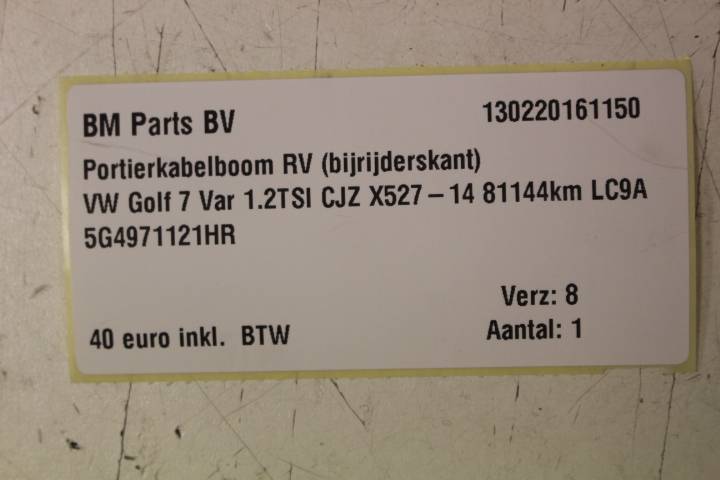 BM Parts BV 130220161150
Portierkabelboom RV (bijrijderskant)
VW Golf 7 Var 1.2TSI CJZ X527-14 81144km LC9A
5G4971121HR
Verz: 8
40 euro inkl. BTW Aantal: 1